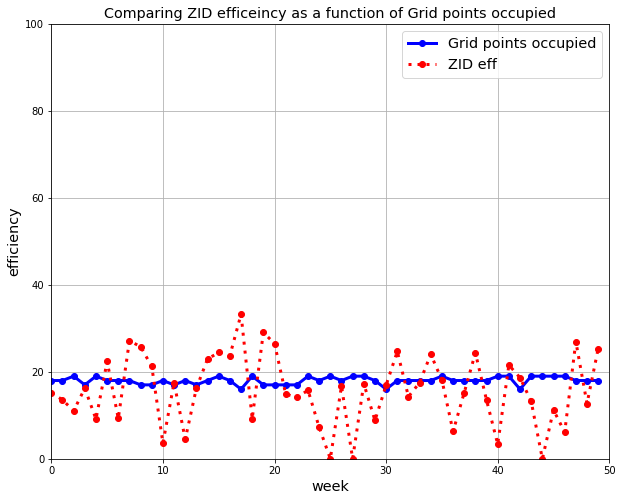 Comparing ZID efficeincy as a function of Grid points occupied
Grid points occupied
ZID eff
efficiency
100
80
60
40
20
0
0 10 20 30 40 50
week